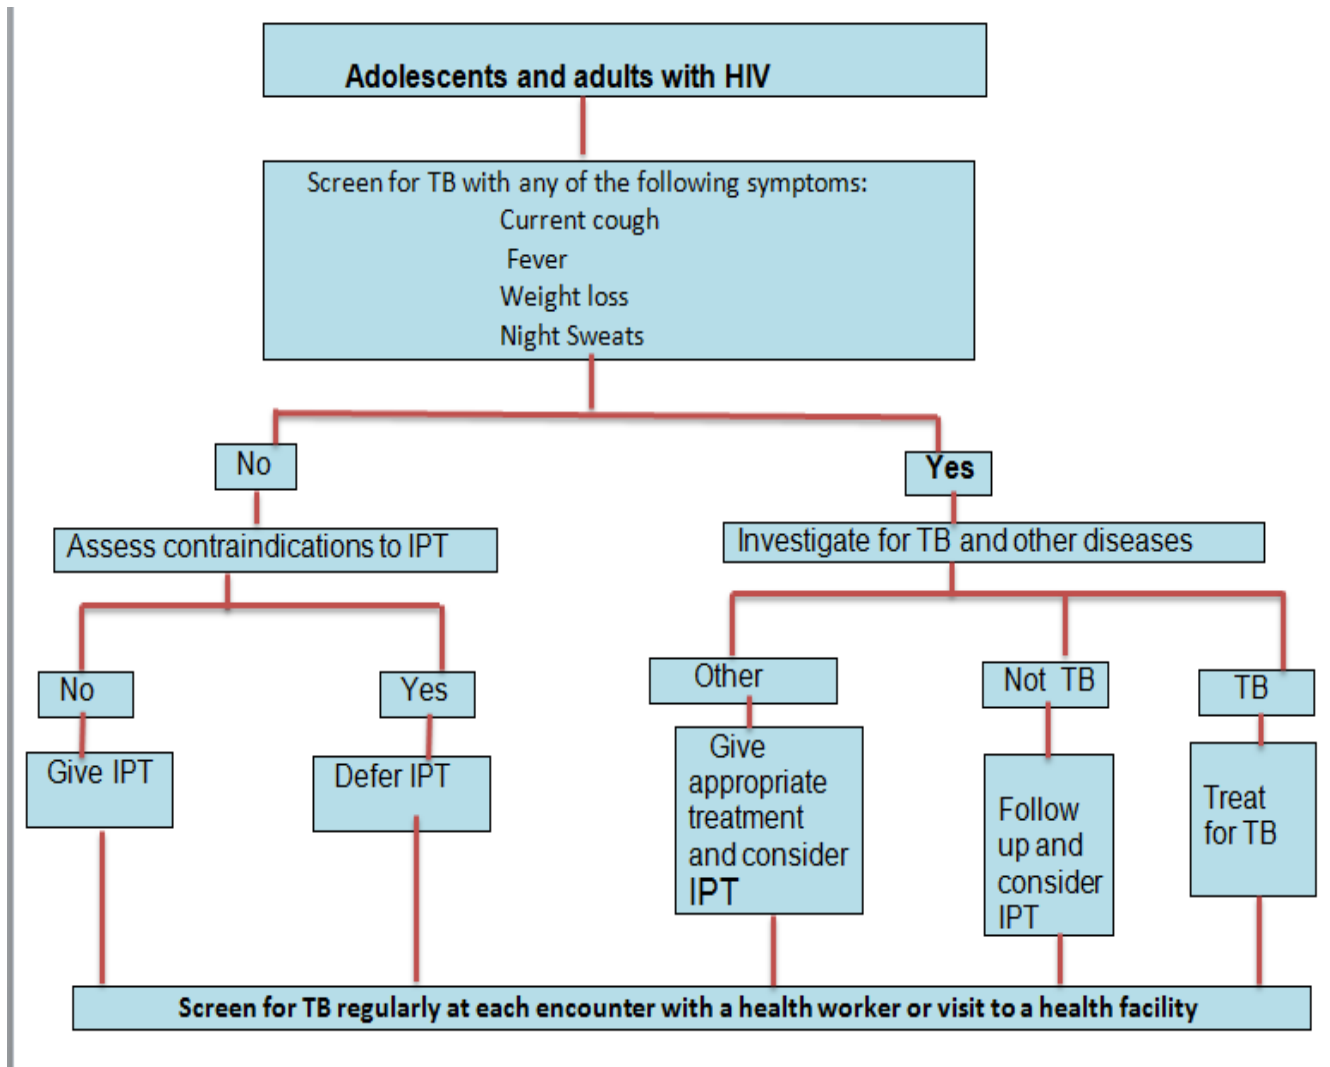 Adolescents and adults with HIV
Screen for TB with any of the following symptoms:
Current cough
Fever
Weight loss
Night Sweats
No
Yes
Assess contraindications to IPT
Investigate for TB and other diseases
No
Yes
Other
Not TB
TB
Give IPT
Defer IPT
Give
appropriate
treatment
and consider
IPT
Follow
up and
consider
IPT
Treat
for TB
Screen for TB regularly at each encounter with a health worker or visit to a health facility